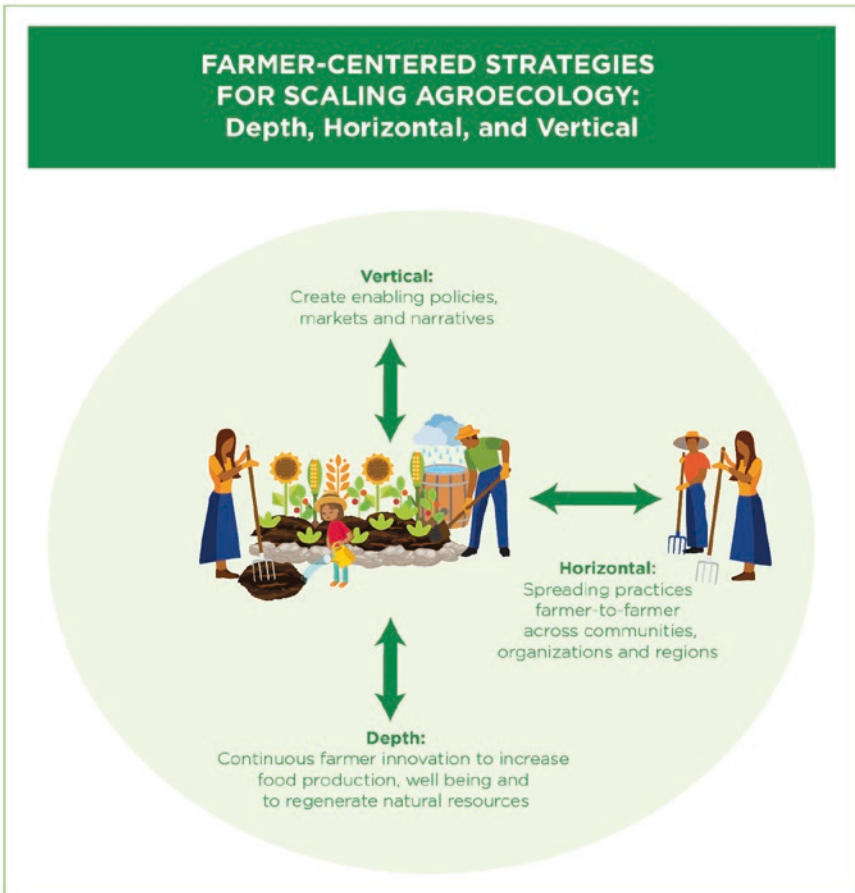 FARMER-CENTERED STRATEGIES
FOR SCALING AGROECOLOGY:
Depth, Horizontal, and Vertical
Vertical:
Create enabling policies,
markets and narratives
Horizontal:
Spreading practices
farmer-to-farmer
across communities,
organizations and regions
Depth:
Continuous farmer innovation to increase
food production, well being and
to regenerate natural resources